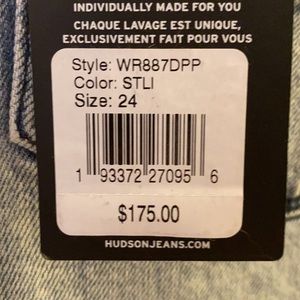 INDIVIDUALLY MADE FOR YOU
CHAQUE LAVAGE EST UNIQUE,
EXCLUSIVEMENT FAIT POUR VOUS
Style: WR887DPP
Color: STLI
Size: 24
1 93372 27095 6
$175.00
HUDSONJEANS.COM